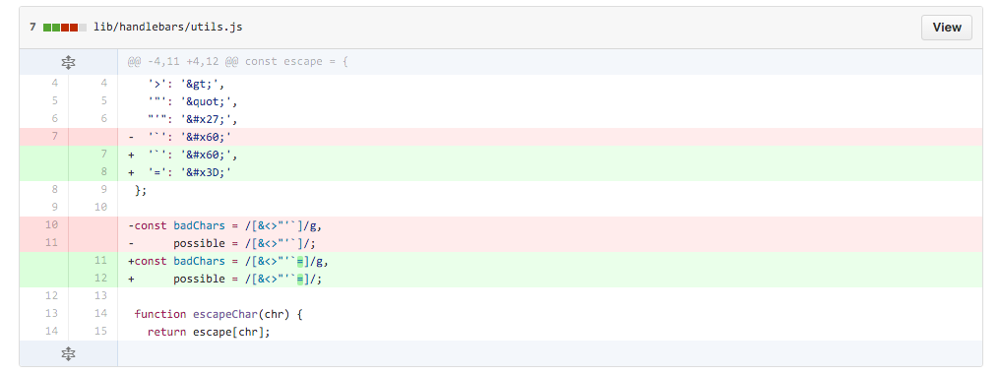 7 lib/handlebars/utils.js View
@@ -4,11 +4,12 @@ const escape = {
4 4 '>': '&gt;',
5 5 '"': '&quot;',
6 6 "'": '&#x27;',
7 - '`': '&#x60;'
7 + '`': '&#x60;',
8 + '=': '&#x3D;'
8 9 };
9 10
10 -const badChars = /[&<>"'`]/g,
11 - possible = /[&<>"'`]/;
11 +const badChars = /[&<>"'`=]/g,
12 + possible = /[&<>"'`=]/;
12 13
13 14 function escapeChar(chr) {
14 15 return escape[chr];